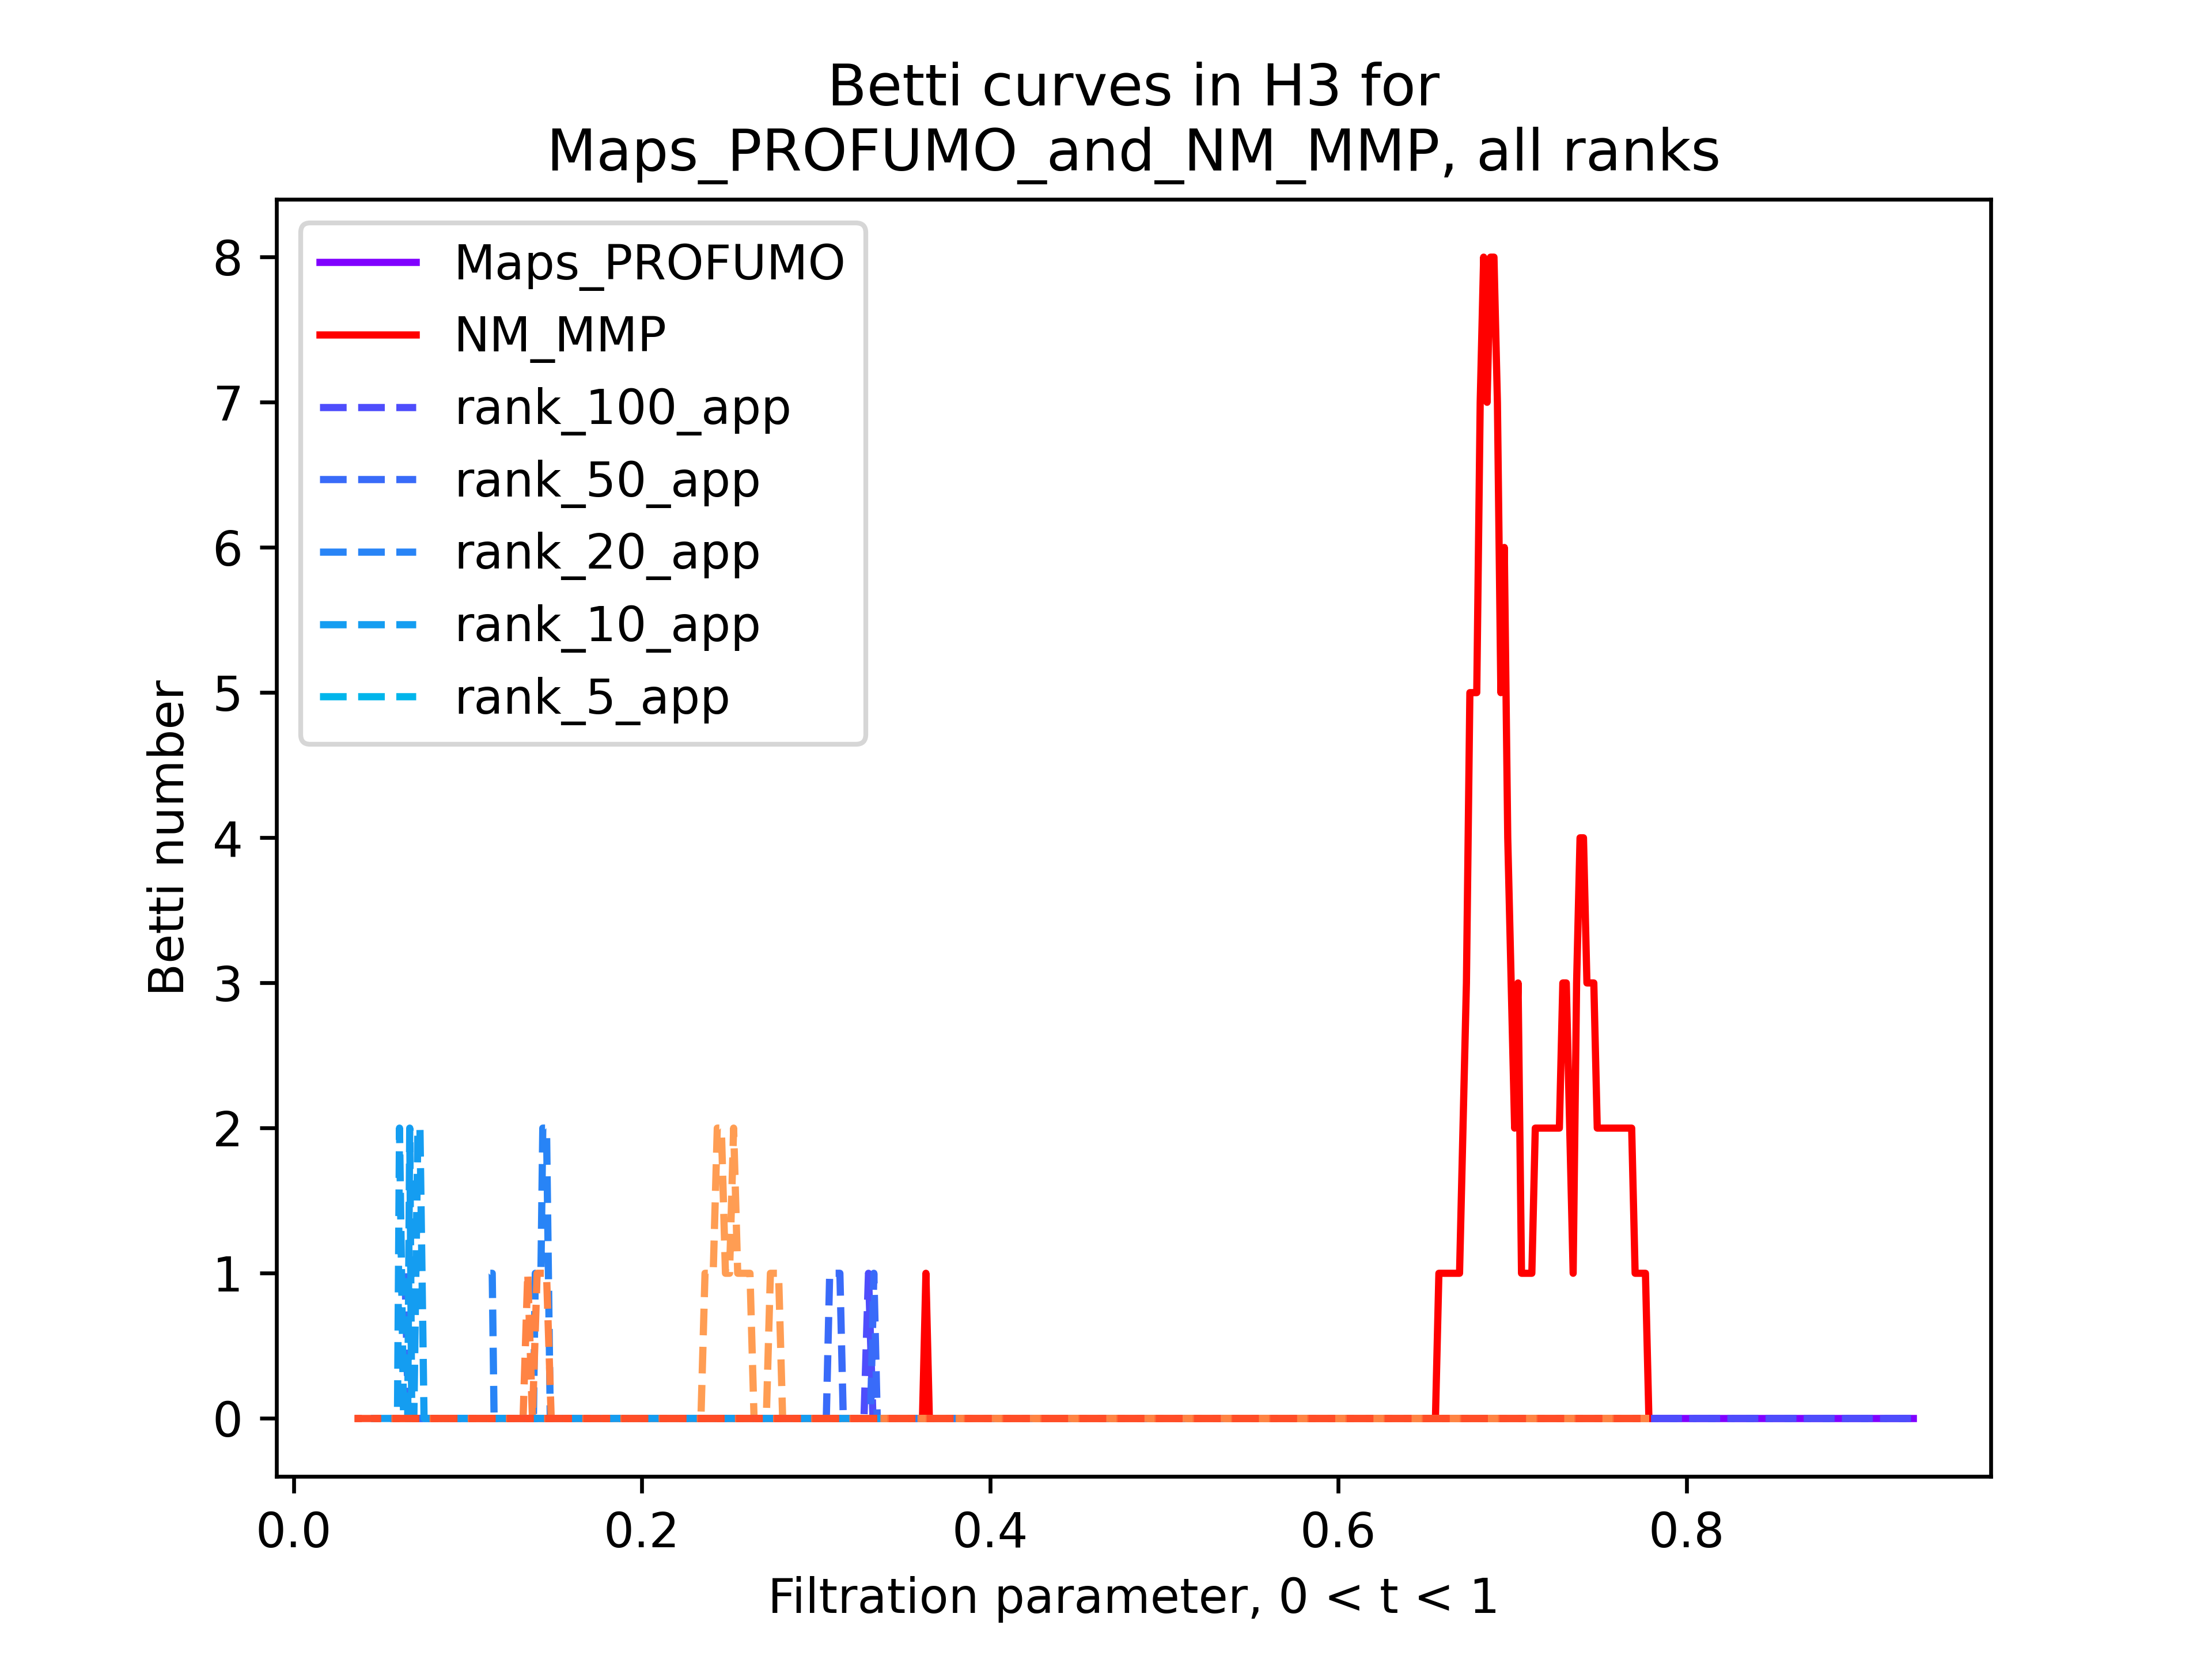 Betti curves in H3 for
Maps_PROFUMO_and_NM_MMP, all ranks
Maps_PROFUMO
NM_MMP
rank_100_app
rank_50_app
rank_20_app
rank_10_app
rank_5_app
Betti number
8
7
6
5
4
3
2
1
0
0.0 0.2 0.4 0.6 0.8
Filtration parameter, 0 < t < 1